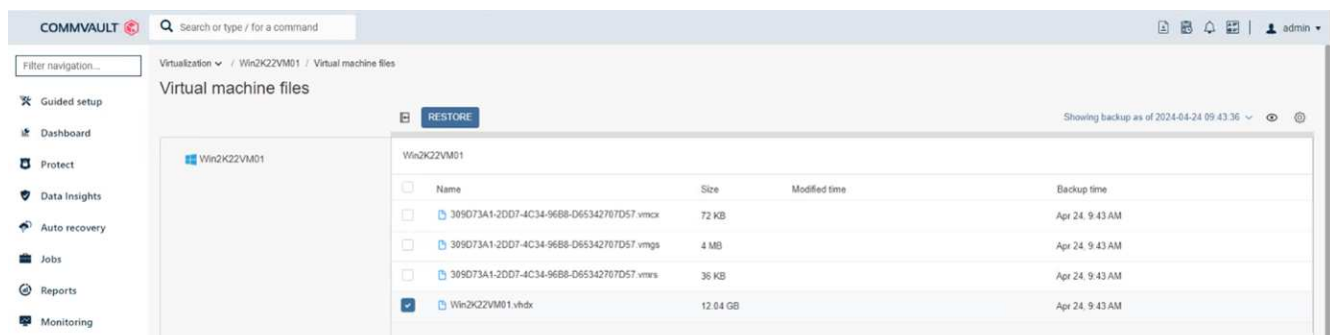 COMMVAULT
Search or type / for a command
admin
Filter navigation...
Virtualization / Win2K22VM01 / Virtual machine files
Virtual machine files
Guided setup
RESTORE
Showing backup as of 2024-04-24 09:43:36
Dashboard
Protect
Win2K22VM01
Win2K22VM01
Name Size Modified time Backup time
Data Insights
309D73A1-2DD7-4C34-96B8-D65342707D57.vmcx 72 KB Apr 24, 9:43 AM
Auto recovery
309D73A1-2DD7-4C34-96B8-D65342707D57.vmgs 4 MB Apr 24, 9:43 AM
Jobs
309D73A1-2DD7-4C34-96B8-D65342707D57.vmrs 36 KB Apr 24, 9:43 AM
Reports
Win2K22VM01.vhdx 12.04 GB Apr 24, 9:43 AM
Monitoring